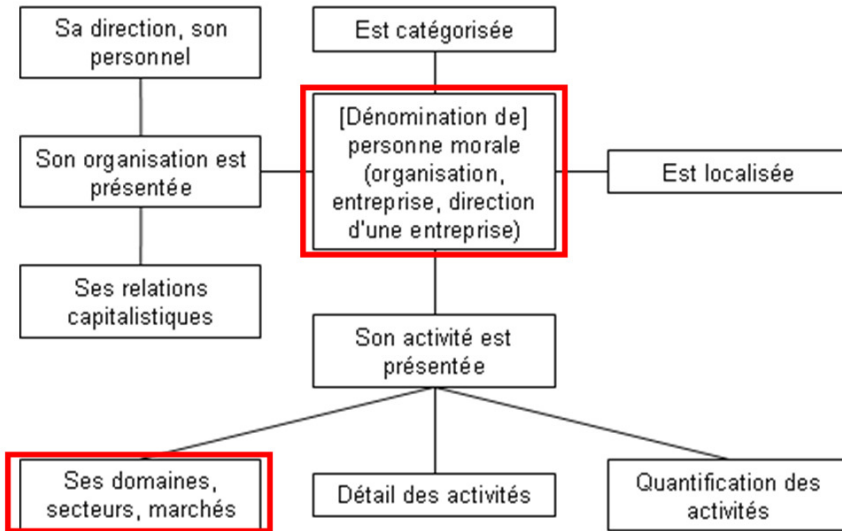 Sa direction, son
personnel
Est catégorisée
Son organisation est
présentée
[Dénomination de]
personne morale
(organisation,
entreprise, direction
d'une entreprise)
Est localisée
Ses relations
capitalistiques
Son activité est
présentée
Ses domaines,
secteurs, marchés
Détail des activités
Quantification des
activités